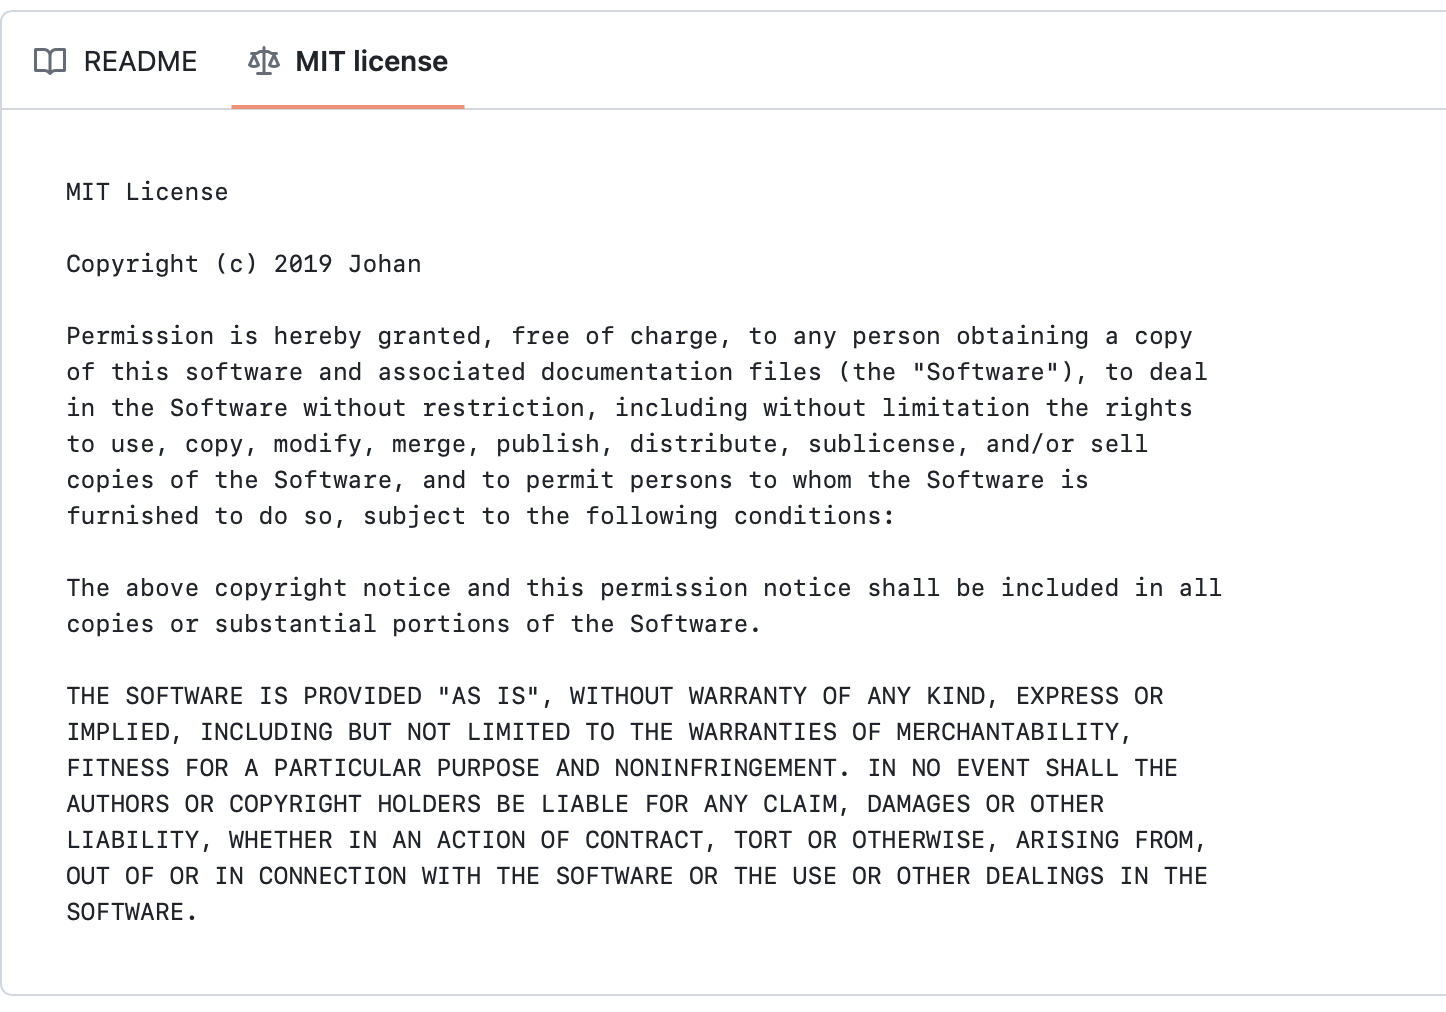 README
MIT license
MIT License
Copyright (c) 2019 Johan
Permission is hereby granted, free of charge, to any person obtaining a copy
of this software and associated documentation files (the "Software"), to deal
in the Software without restriction, including without limitation the rights
to use, copy, modify, merge, publish, distribute, sublicense, and/or sell
copies of the Software, and to permit persons to whom the Software is
furnished to do so, subject to the following conditions:
The above copyright notice and this permission notice shall be included in all
copies or substantial portions of the Software.
THE SOFTWARE IS PROVIDED "AS IS", WITHOUT WARRANTY OF ANY KIND, EXPRESS OR
IMPLIED, INCLUDING BUT NOT LIMITED TO THE WARRANTIES OF MERCHANTABILITY,
FITNESS FOR A PARTICULAR PURPOSE AND NONINFRINGEMENT. IN NO EVENT SHALL THE
AUTHORS OR COPYRIGHT HOLDERS BE LIABLE FOR ANY CLAIM, DAMAGES OR OTHER
LIABILITY, WHETHER IN AN ACTION OF CONTRACT, TORT OR OTHERWISE, ARISING FROM,
OUT OF OR IN CONNECTION WITH THE SOFTWARE OR THE USE OR OTHER DEALINGS IN THE
SOFTWARE.